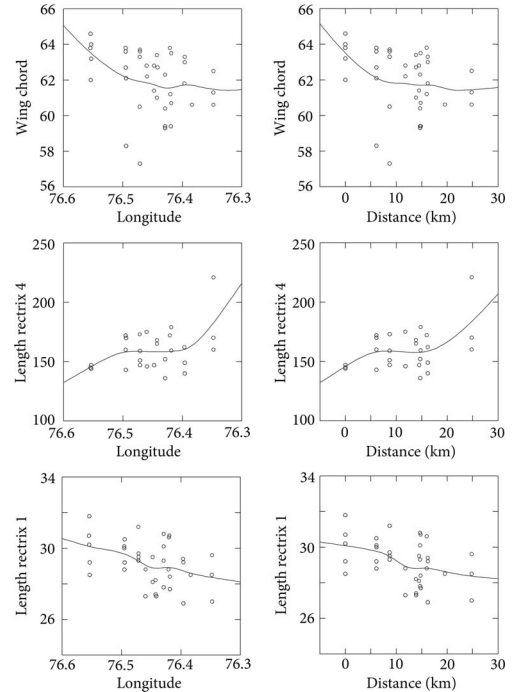 66
64
62
60
58
56
Wing chord
76.6 76.5 76.4 76.3
Longitude
66
64
62
60
58
56
Wing chord
0 10 20 30
Distance (km)
250
200
150
100
Length rectrix 4
76.6 76.5 76.4 76.3
Longitude
250
200
150
100
Length rectrix 4
0 10 20 30
Distance (km)
34
30
26
Length rectrix 1
76.6 76.5 76.4 76.3
Longitude
34
30
26
Length rectrix 1
0 10 20 30
Distance (km)